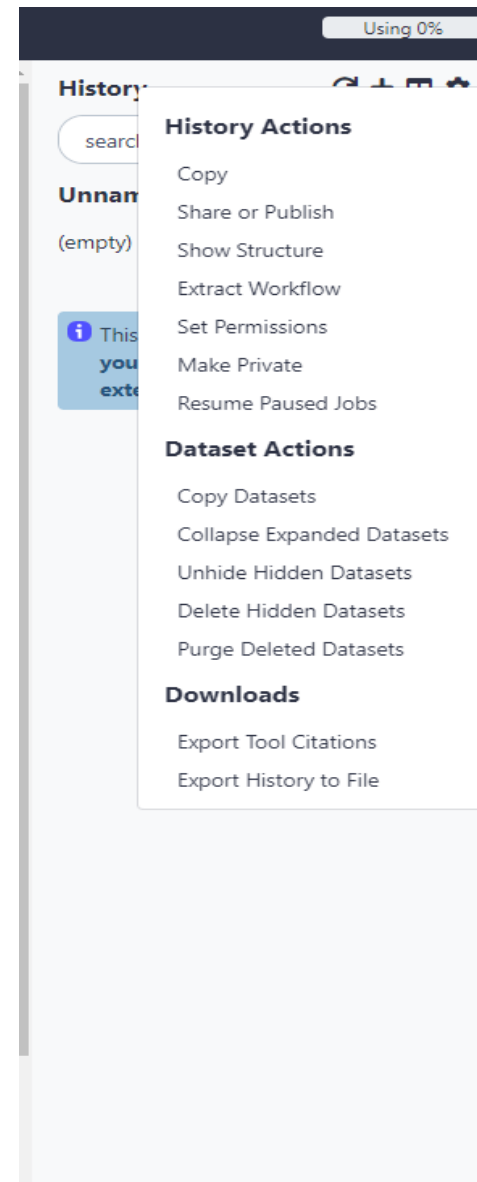 Using 0%
History
History Actions
Copy
Share or Publish
Show Structure
Extract Workflow
Set Permissions
Make Private
Resume Paused Jobs
Dataset Actions
Copy Datasets
Collapse Expanded Datasets
Unhide Hidden Datasets
Delete Hidden Datasets
Purge Deleted Datasets
Downloads
Export Tool Citations
Export History to File
(empty)
This